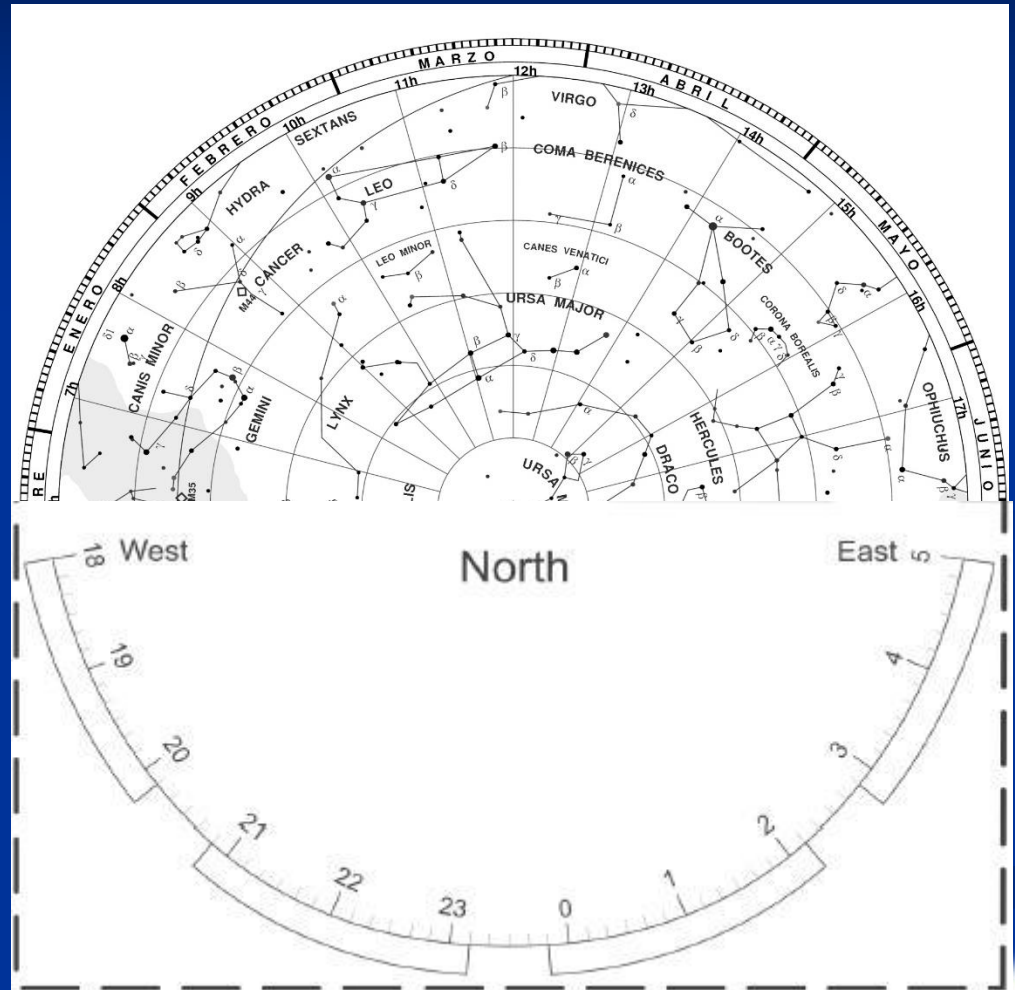 FEBRERO
MARZO
ABRIL
ENERO
MAYO
JUNIO
RE
7h
8h
9h
10h
11h
12h
13h
14h
15h
16h
17h
h
SEXTANS
HYDRA
α
δ
CANCER
α
β
δ
γ
M44
LEO
α
β
γ
δ
LEO MINOR
β
VIRGO
β
δ
COMA BERENICES
α
β
γ
CANES VENATICI
α
β
BOOTES
α
β
γ
δ
CORONA BOREALIS
β α γ δ
URSA MAJOR
α
β
γ
δ
LYNX
α
CANIS MINOR
α
β
δ1
GEMINI
α
β
γ
δ
M35
HERCULES
α
β
γ
δ
DRACO
α
β
OPHIUCHUS
α
β
γ
δ
α
URSA M
β
γ
LIS
18
West
North
East
5
19
4
20
3
21
2
22
1
23
0